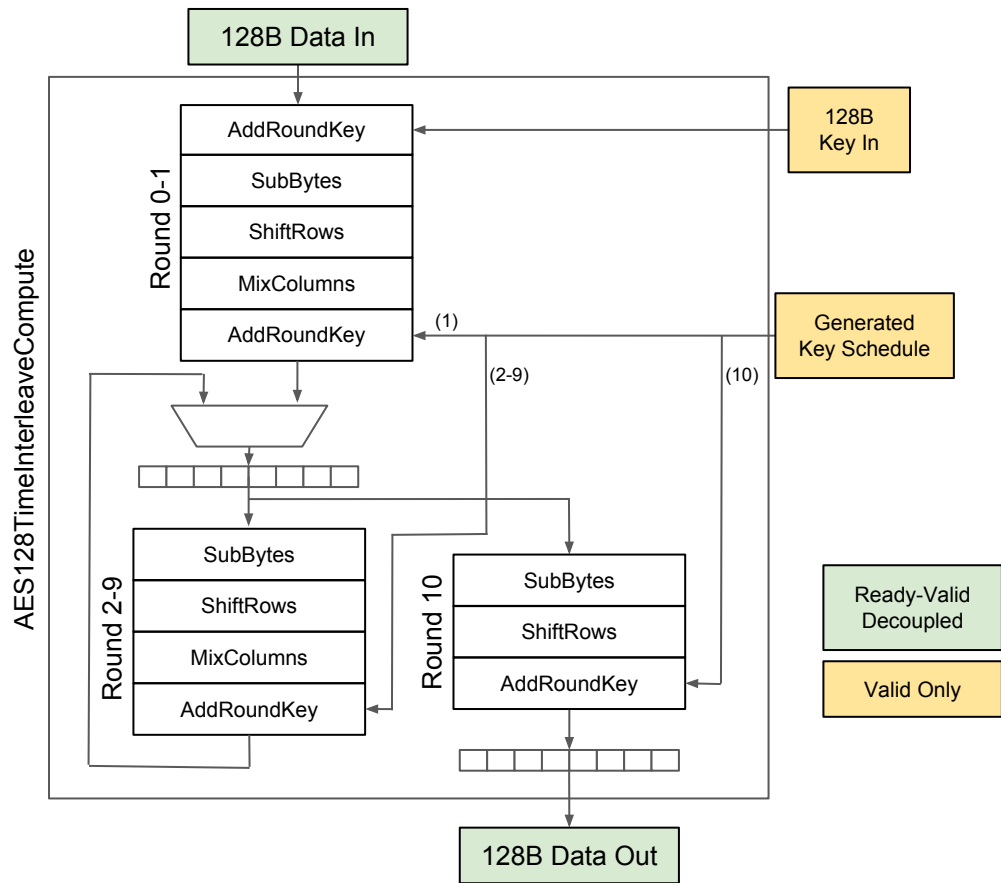 128B Data In
128B
Key In
AES128TimeInterleaveCompute
Round 0-1
AddRoundKey
SubBytes
ShiftRows
MixColumns
AddRoundKey
(1)
(2-9)
(10)
Generated
Key Schedule
Round 2-9
SubBytes
ShiftRows
MixColumns
AddRoundKey
Round 10
SubBytes
ShiftRows
AddRoundKey
Ready-Valid
Decoupled
Valid Only
128B Data Out